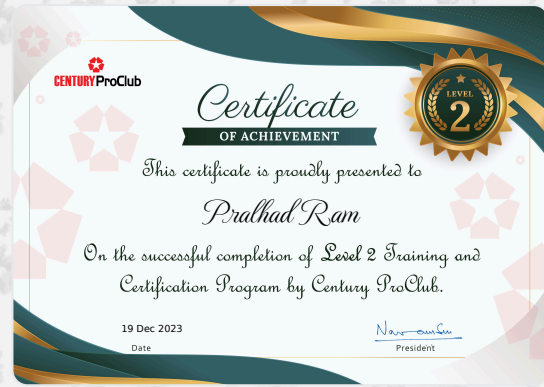 CENTURYProClub
Certificate
OF ACHIEVEMENT
LEVEL
2
This certificate is proudly presented to
Pralhad Ram
On the successful completion of Level 2 Training and
Certification Program by Century ProClub.
19 Dec 2023
Date
President